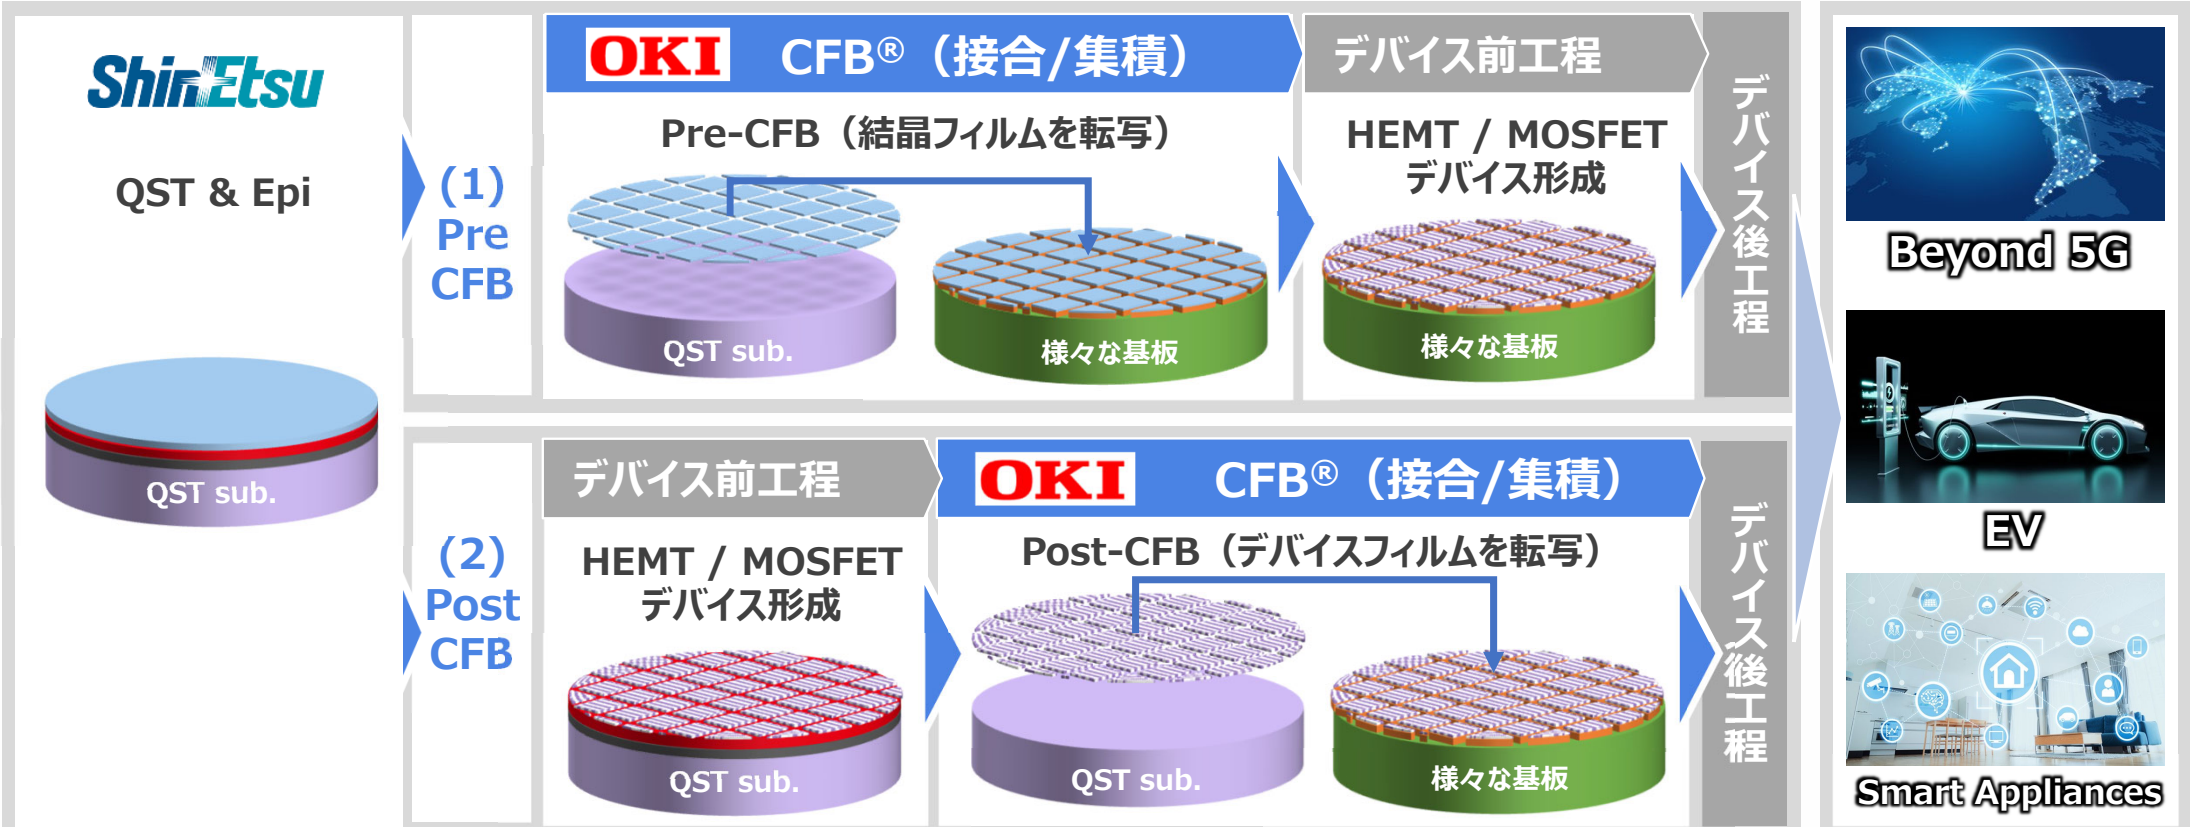 Shin-Etsu
QST & Epi
QST sub.
(1)
Pre
CFB
OKI CFB®（接合/集積）
Pre-CFB（結晶フィルムを転写）
QST sub.
様々な基板
デバイス前工程
HEMT / MOSFET
デバイス形成
様々な基板
デバイス後工程
(2)
Post
CFB
デバイス前工程
HEMT / MOSFET
デバイス形成
QST sub.
OKI CFB®（接合/集積）
Post-CFB（デバイスフィルムを転写）
QST sub.
様々な基板
デバイス後工程
Beyond 5G
EV
Smart Appliances